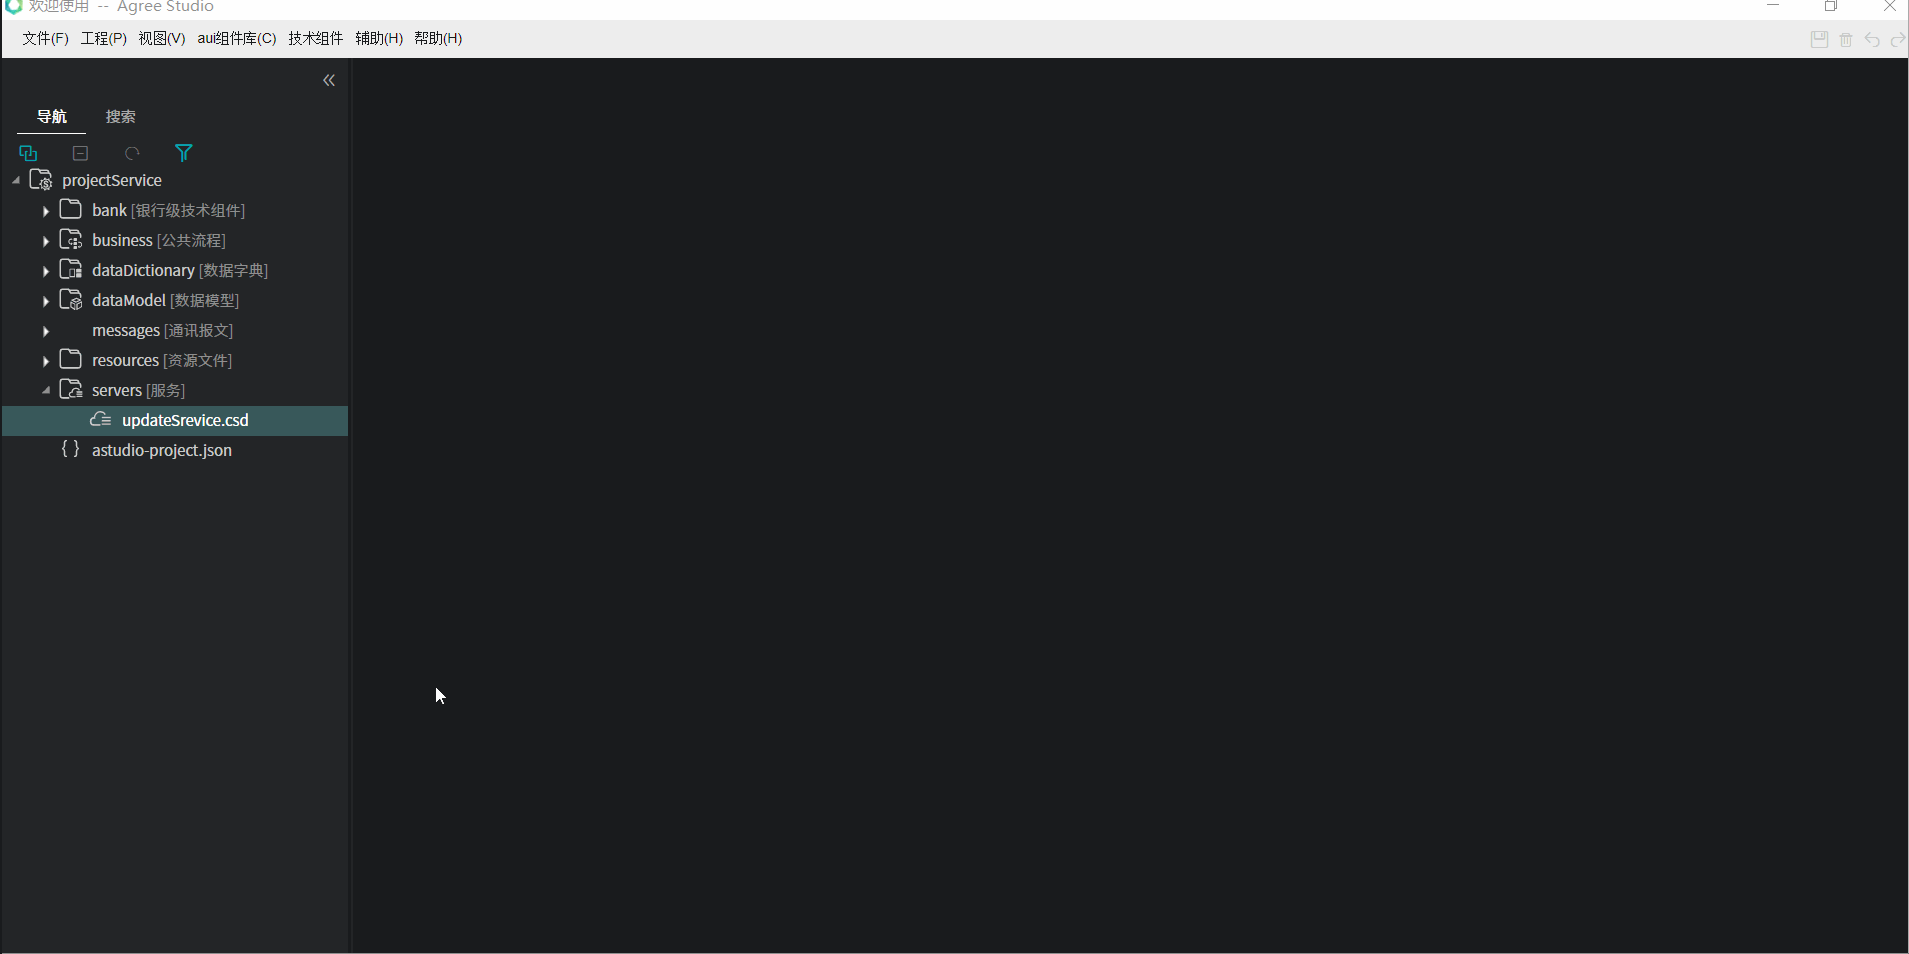 欢迎使用 -- Agree Studio
文件(F) 工程(P) 视图(V) aui组件库(C) 技术组件 辅助(H) 帮助(H)
导航 搜索
projectService
bank [银行级技术组件]
business [公共流程]
dataDictionary [数据字典]
dataModel [数据模型]
messages [通讯报文]
resources [资源文件]
servers [服务]
updateSrevice.csd
{ } astudio-project.json